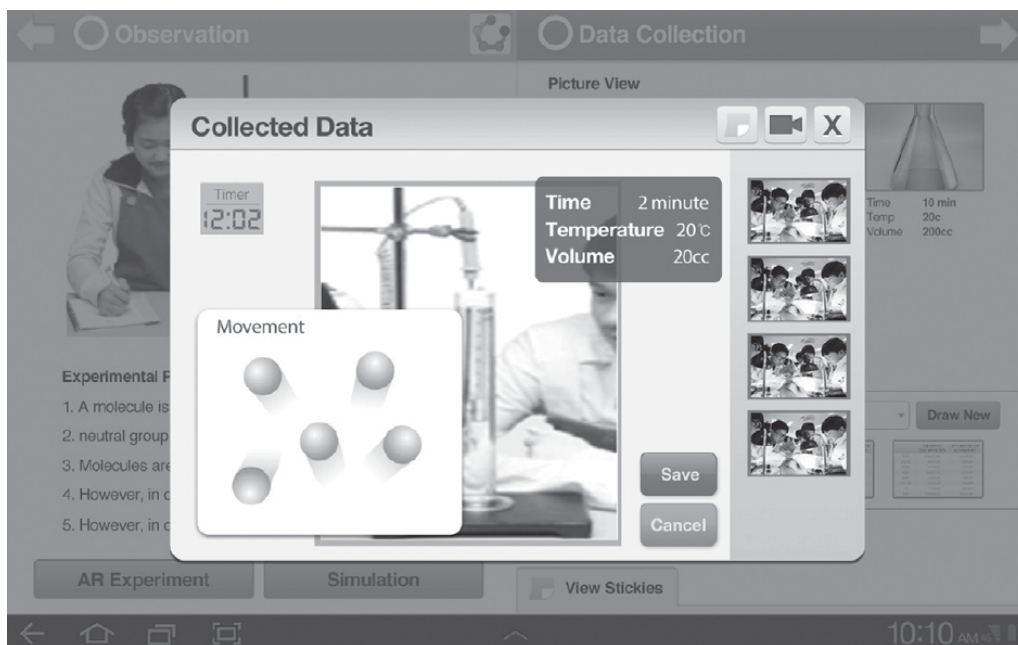 Observation
Data Collection
Picture View
Collected Data
X
Timer
12:02
Time 2 minute
Temperature 20℃
Volume 20cc
Time 10 min
Temp 20c
Volume 200cc
Movement
Experimental
1. A molecule is
2. neutral group
3. Molecules are
4. However, in
5. However, in
Draw New
Save
Cancel
AR Experiment
Simulation
View Stickies
10:10 AM 4G